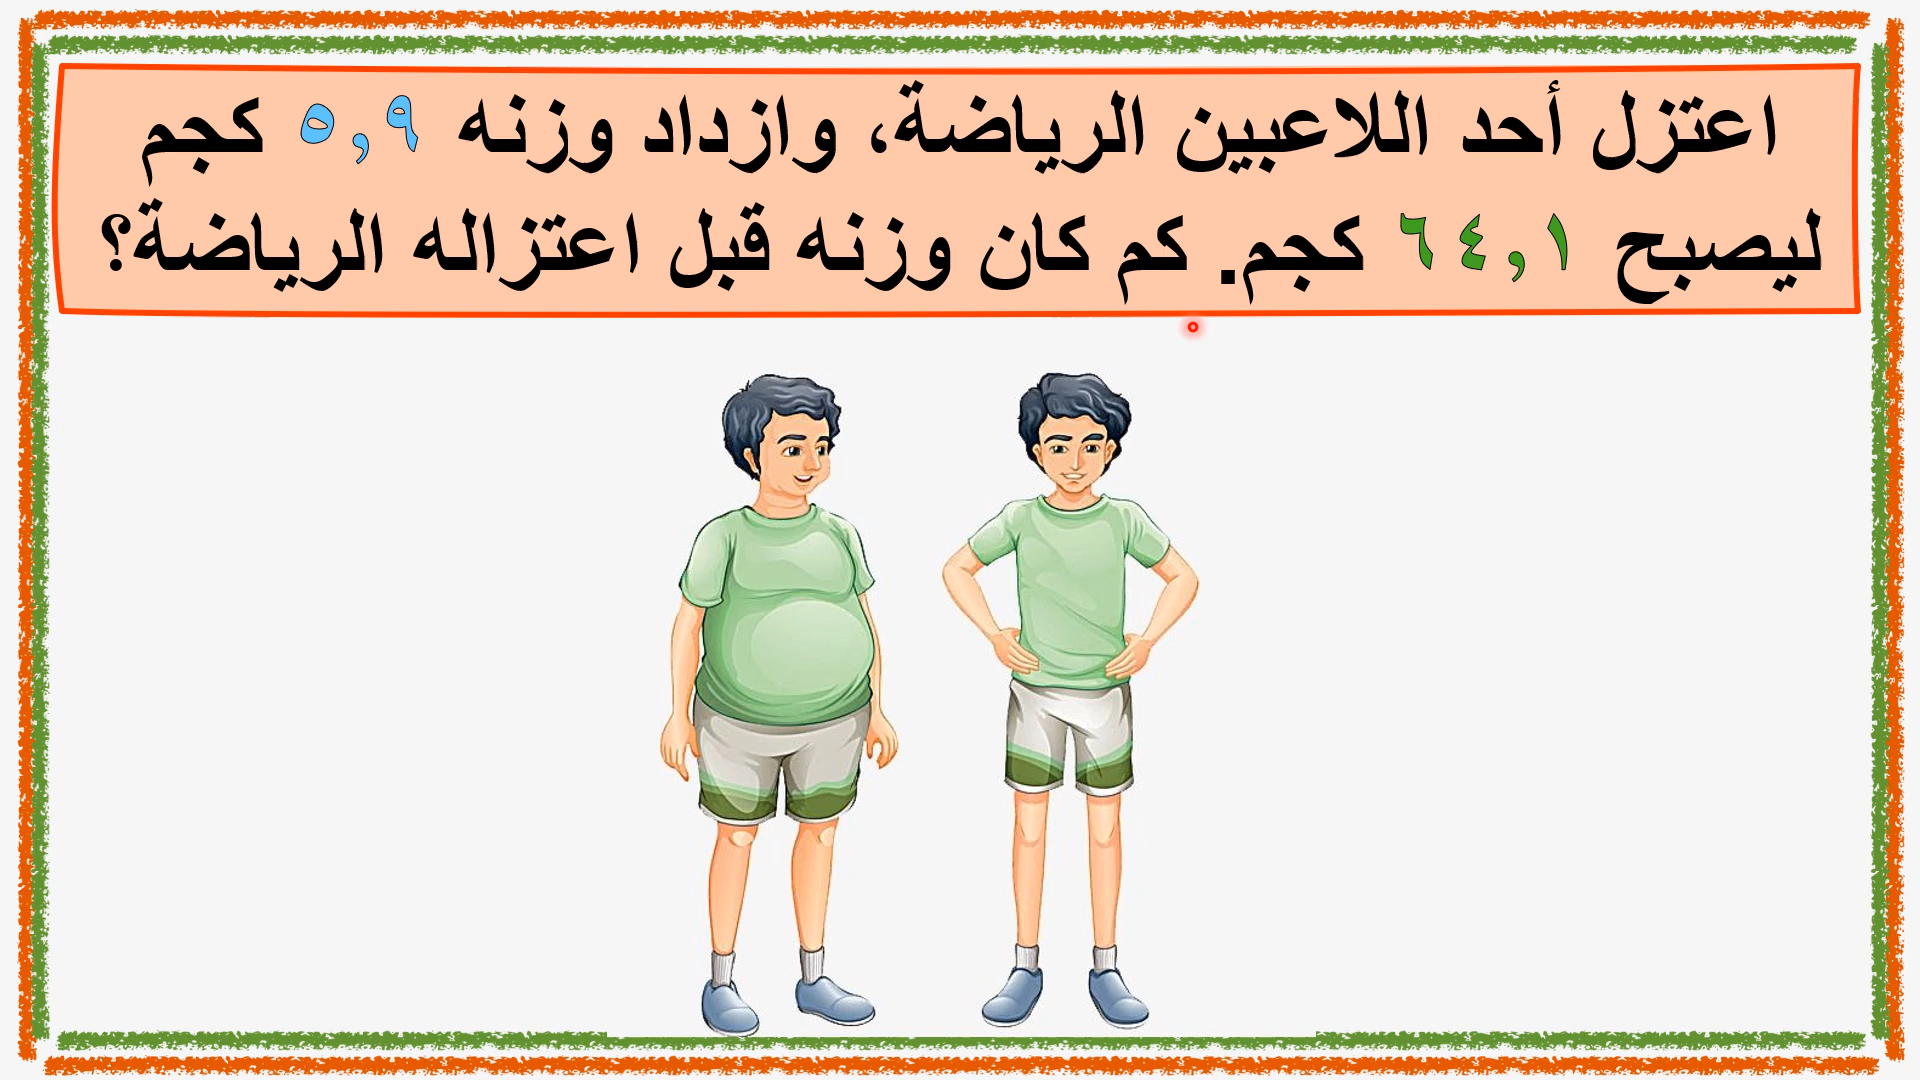 اعتزل أحد اللاعبين الرياضة، وازداد وزنه ٥,٩ كجم
ليصبح ٦٤,١ كجم. كم كان وزنه قبل اعتزاله الرياضة؟